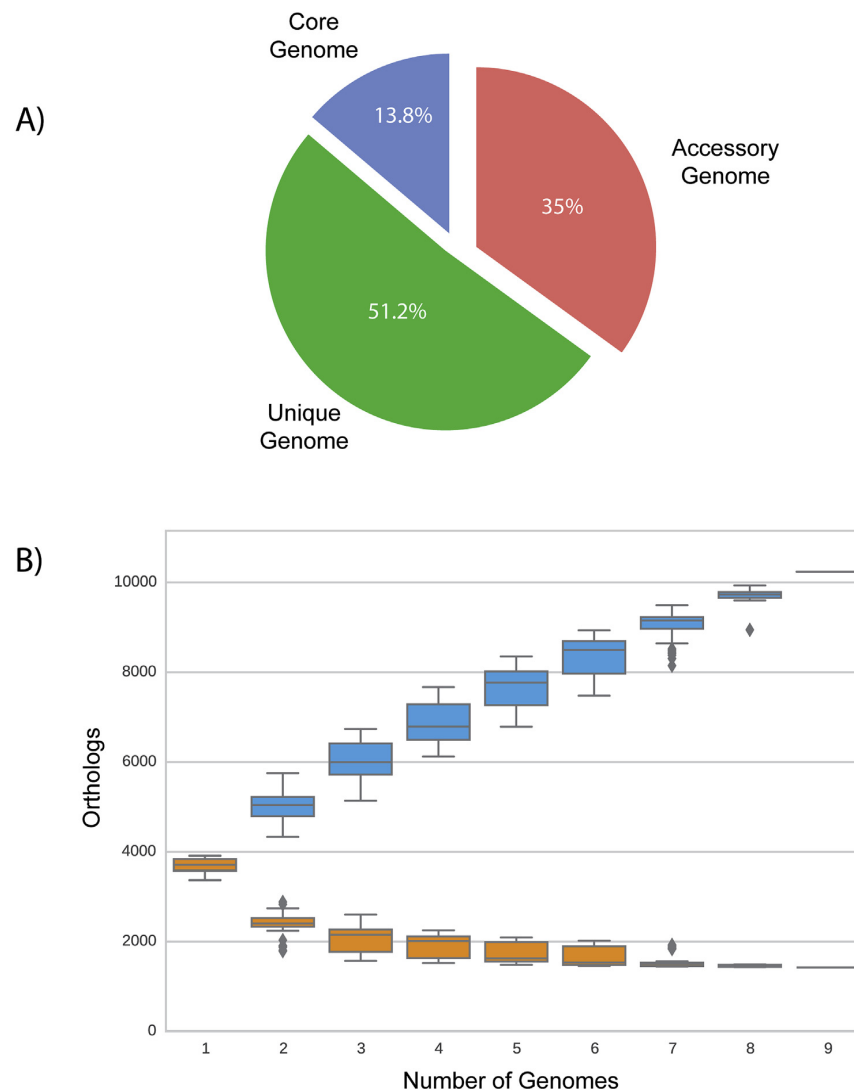 A)
Core
Genome
13.8%
Accessory
Genome
35%
51.2%
Unique
Genome
B)
Orthologs
10000
8000
6000
4000
2000
0
1 2 3 4 5 6 7 8 9
Number of Genomes